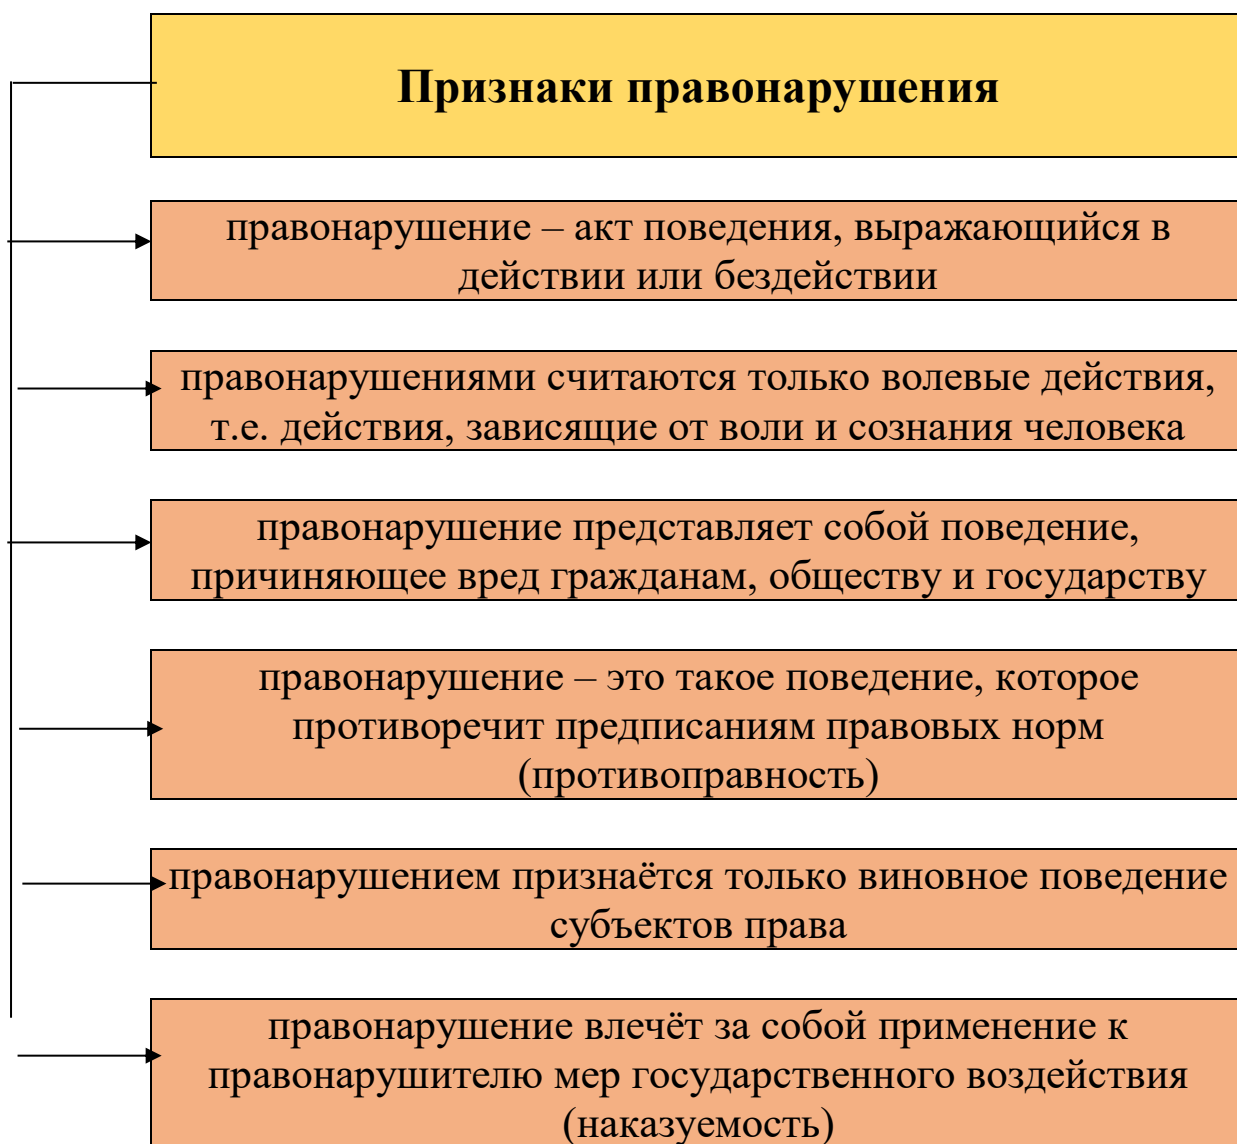 Признаки правонарушения
правонарушение – акт поведения, выражающийся в
действии или бездействии
правонарушениями считаются только волевые действия,
т.е. действия, зависящие от воли и сознания человека
правонарушение представляет собой поведение,
причиняющее вред гражданам, обществу и государству
правонарушение – это такое поведение, которое
противоречит предписаниям правовых норм
(противоправность)
правонарушением признаётся только виновное поведение
субъектов права
правонарушение влечёт за собой применение к
правонарушителю мер государственного воздействия
(наказуемость)